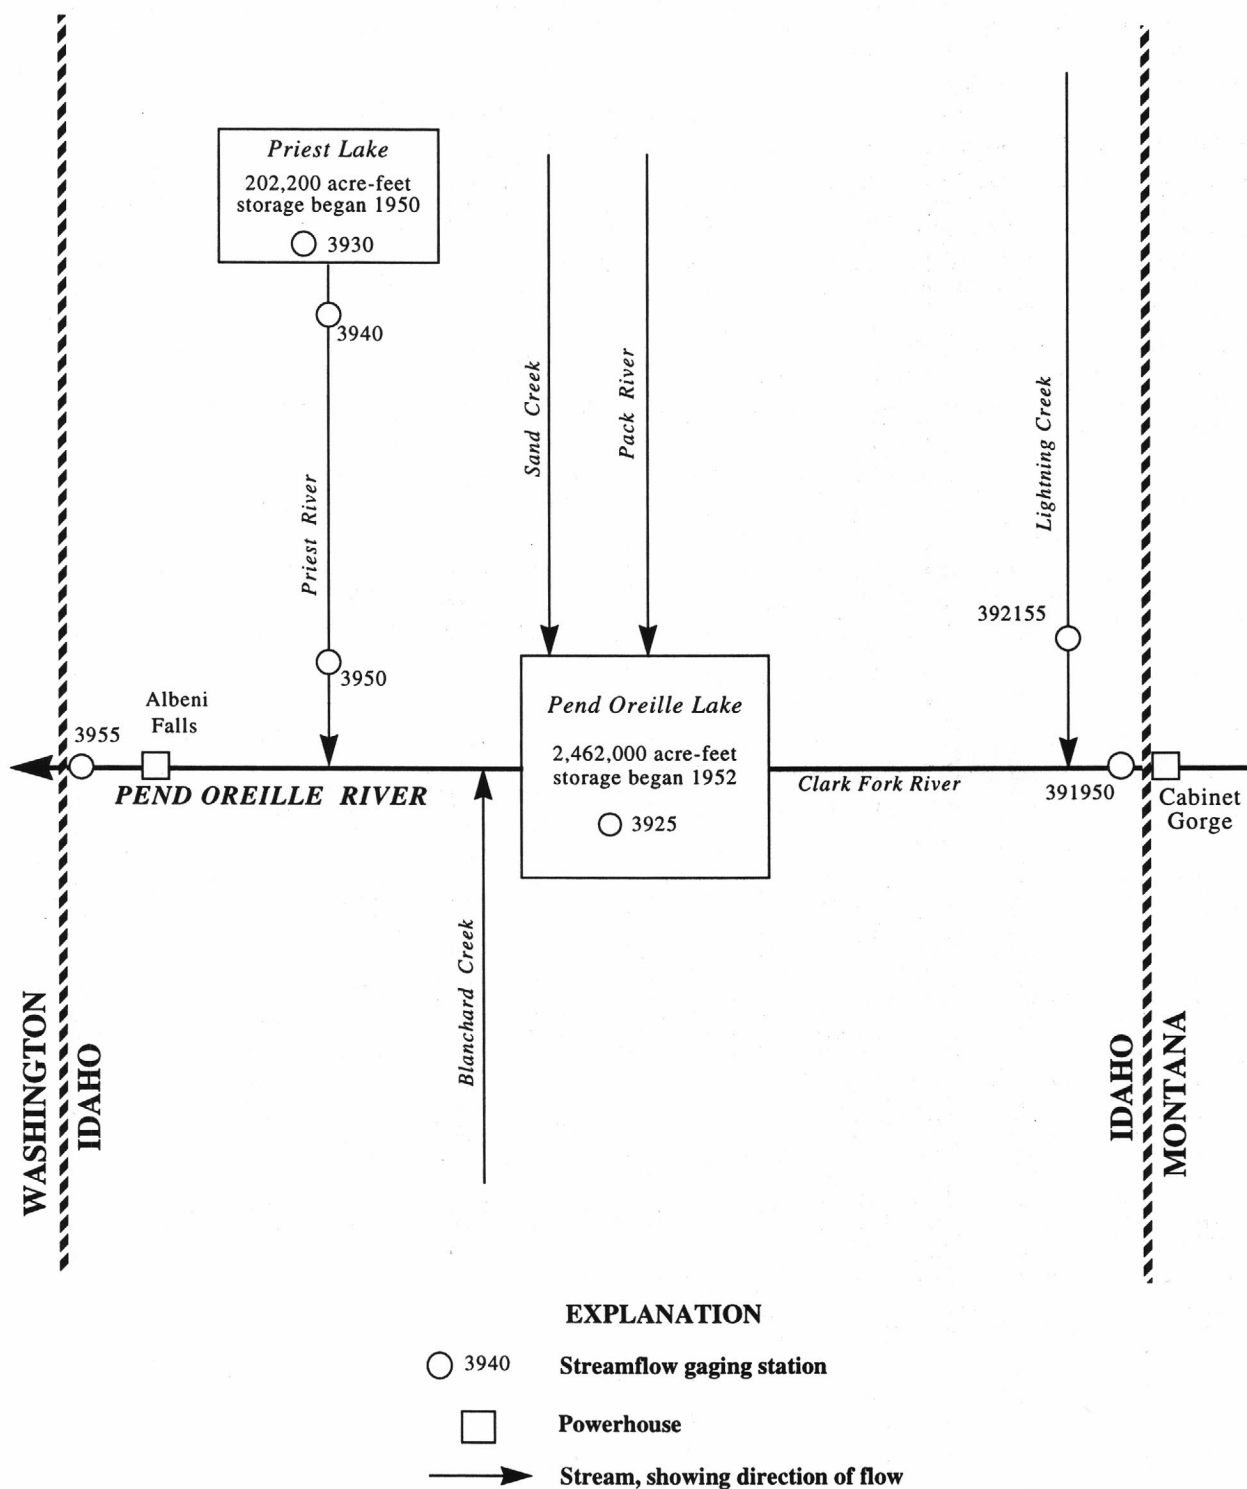 Priest Lake
202,200 acre-feet
storage began 1950
3930
3940
Priest River
3950
Sand Creek
Pack River
Lightning Creek
392155
Albeni
Falls
3955
PEND OREILLE RIVER
Pend Oreille Lake
2,462,000 acre-feet
storage began 1952
3925
Clark Fork River
391950
Cabinet
Gorge
Blanchard Creek
WASHINGTON
IDAHO
IDAHO
MONTANA
EXPLANATION
3940 Streamflow gaging station
Powerhouse
Stream, showing direction of flow